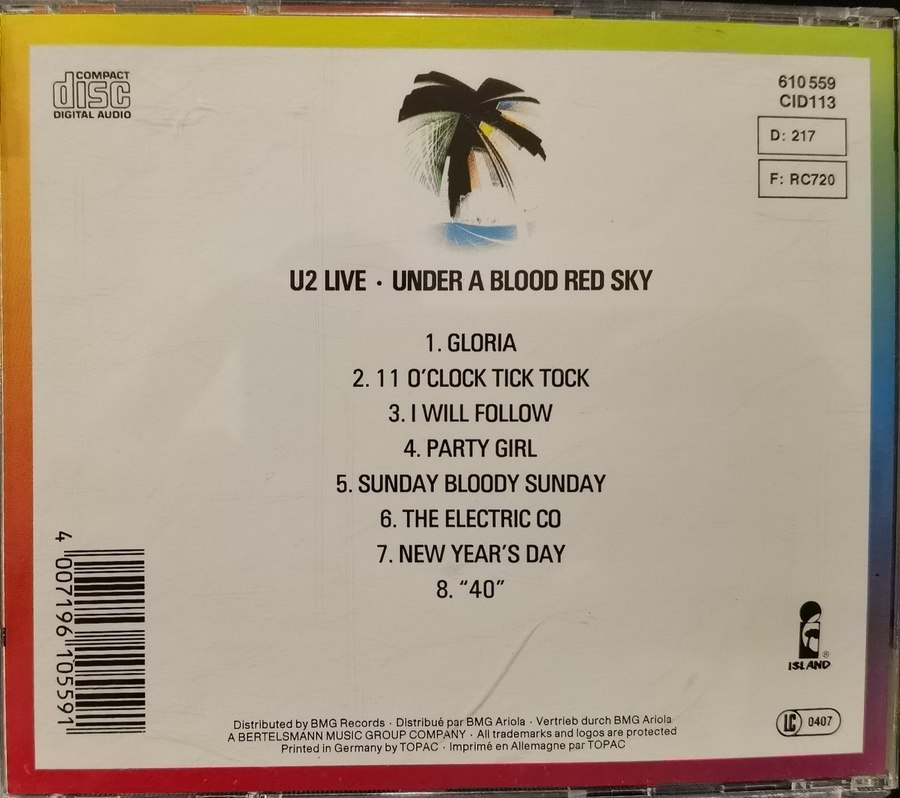 COMPACT
disc
DIGITAL AUDIO
610 559
CID113
D: 217
F: RC720
U2 LIVE · UNDER A BLOOD RED SKY
1. GLORIA
2. 11 O'CLOCK TICK TOCK
3. I WILL FOLLOW
4. PARTY GIRL
5. SUNDAY BLOODY SUNDAY
6. THE ELECTRIC CO
7. NEW YEAR'S DAY
8. “40”
4 007196 105591
ISLAND ®
LC 0407
Distributed by BMG Records · Distribué par BMG Ariola · Vertrieb durch BMG Ariola
A BERTELSMANN MUSIC GROUP COMPANY · All trademarks and logos are protected
Printed in Germany by TOPAC · Imprimé en Allemagne par TOPAC